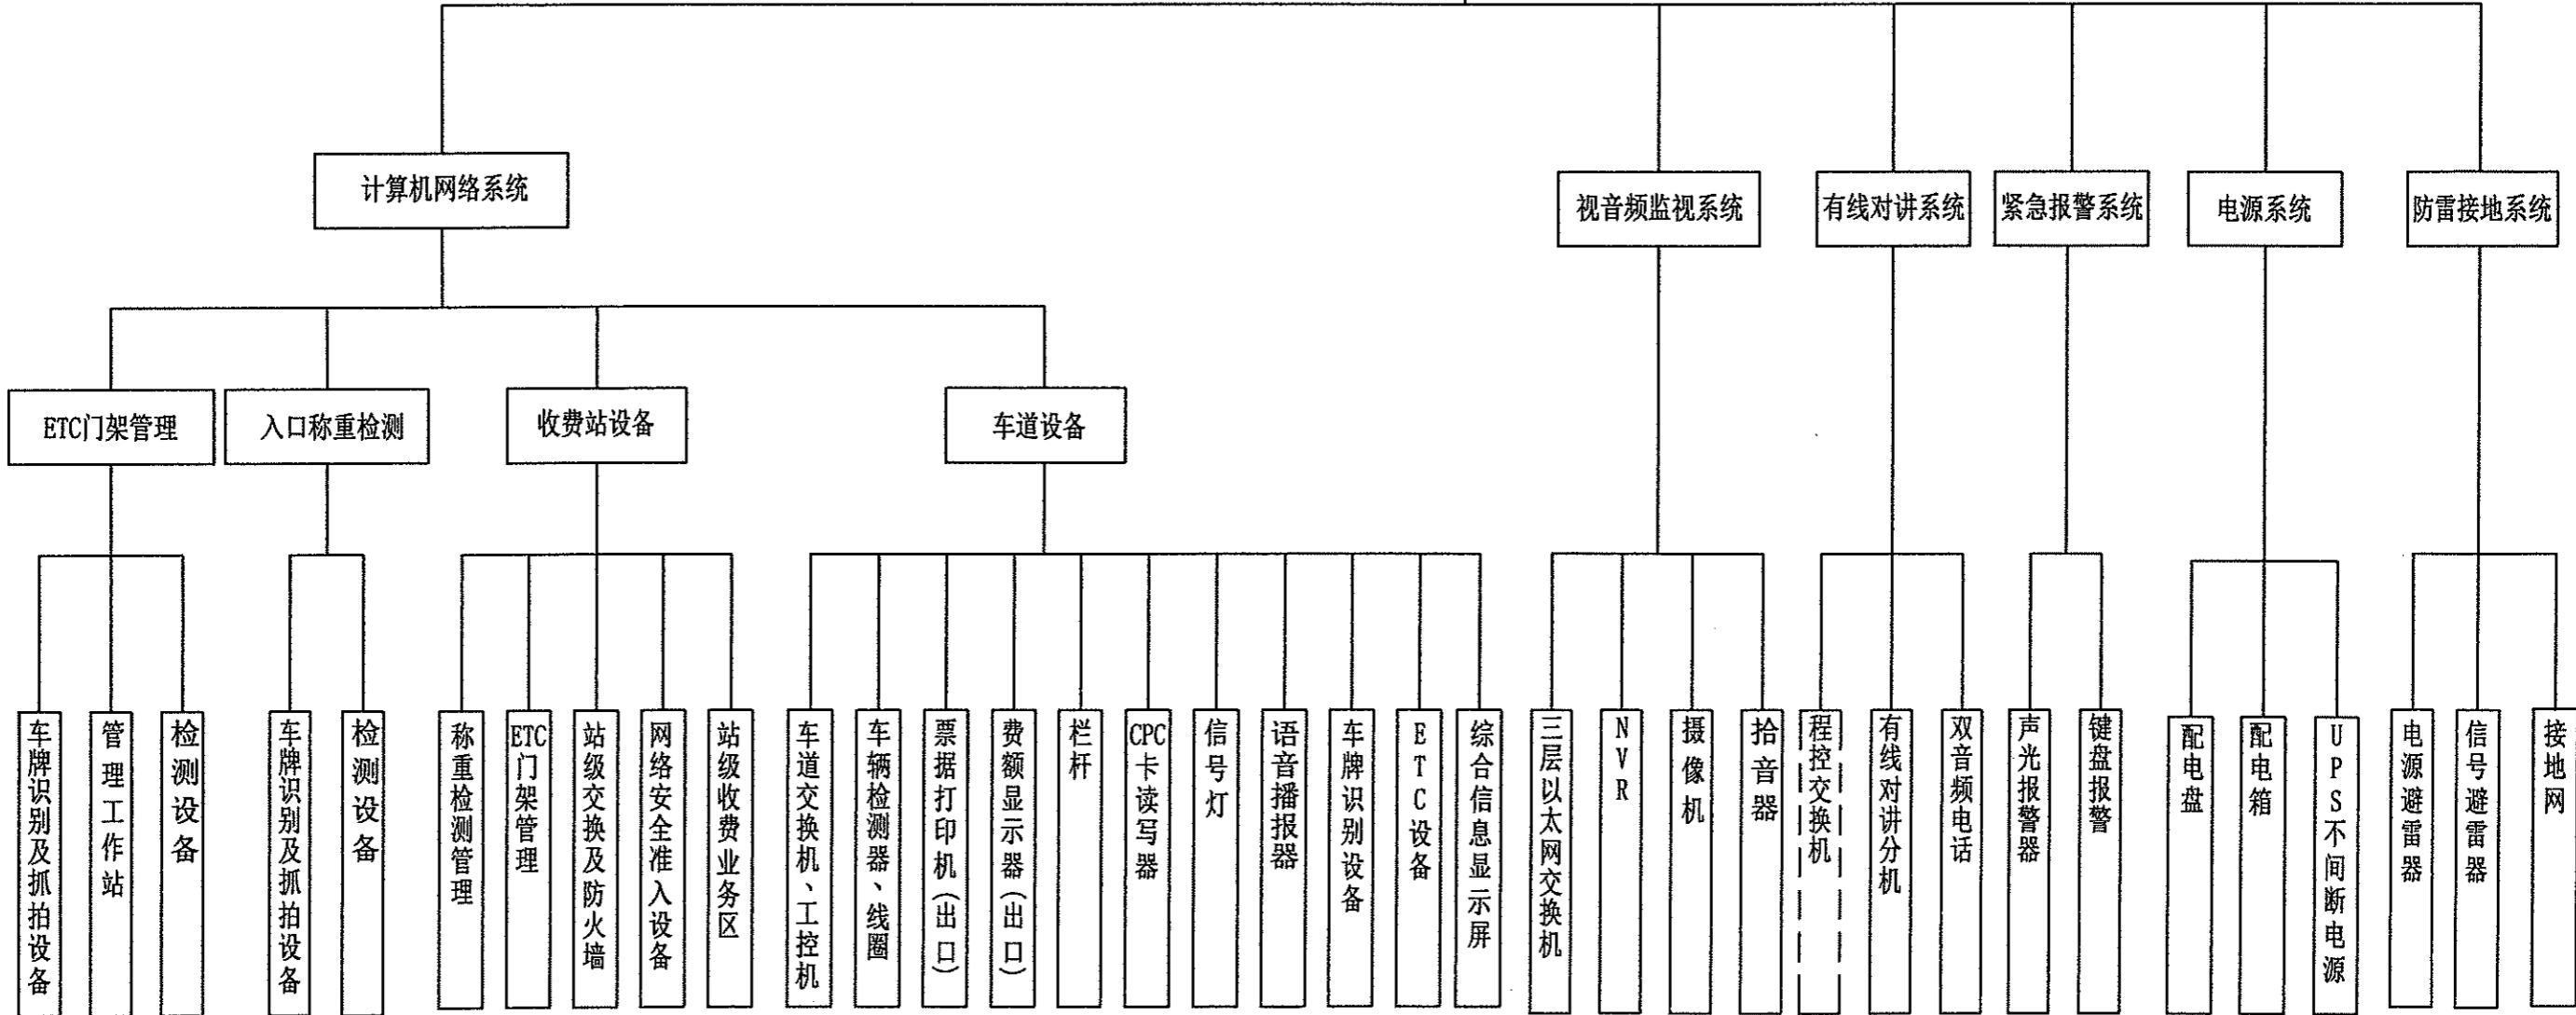 计算机网络系统
视音频监视系统
有线对讲系统
紧急报警系统
电源系统
防雷接地系统
ETC门架管理
入口称重检测
收费站设备
车道设备
车牌识别及抓拍设备
管理工作站
检测设备
车牌识别及抓拍设备
检测设备
称重检测管理
ETC门架管理
站级交换及防火墙
网络安全准入设备
站级收费业务区
车道交换机、工控机
车辆检测器、线圈
票据打印机(出口)
费额显示器(出口)
栏杆
CPC卡读写器
信号灯
语音播报器
车牌识别设备
ETC设备
综合信息显示屏
三层以太网交换机
NVR
摄像机
拾音器
程控交换机
有线对讲分机
双音频电话
声光报警器
键盘报警
配电盘
配电箱
UPS不间断电源
电源避雷器
信号避雷器
接地网